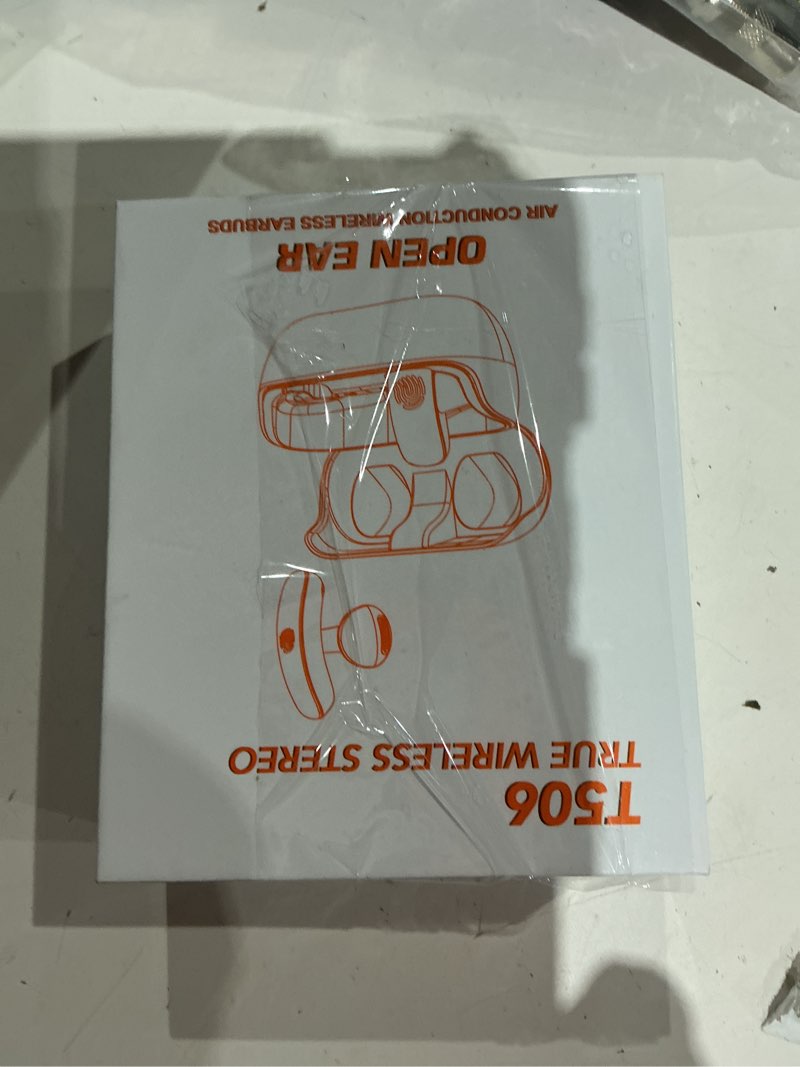 T506
TRUE WIRELESS STEREO
OPEN EAR
AIR CONDUCTION WIRELESS EARBUDS